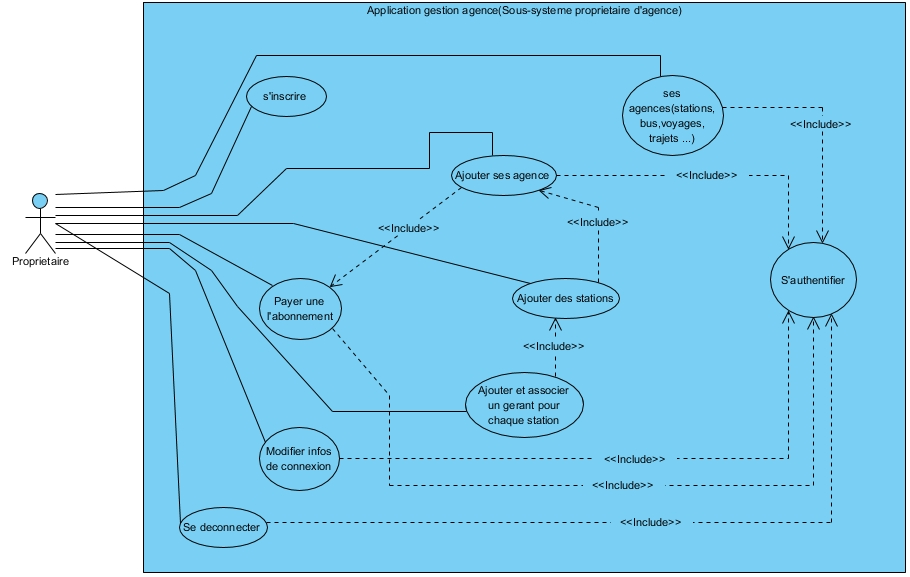 Application gestion agence(Sous-systeme proprietaire d'agence)
s'inscrire
ses
agences(stations,
bus,voyages,
trajets ...)
<<Include>>
Ajouter ses agence
<<Include>>
<<Include>>
<<Include>>
Proprietaire
S'authentifier
Payer une
l'abonnement
Ajouter des stations
<<Include>>
Ajouter et associer
un gerant pour
chaque station
Modifier infos
de connexion
<<Include>>
<<Include>>
Se deconnecter
<<Include>>